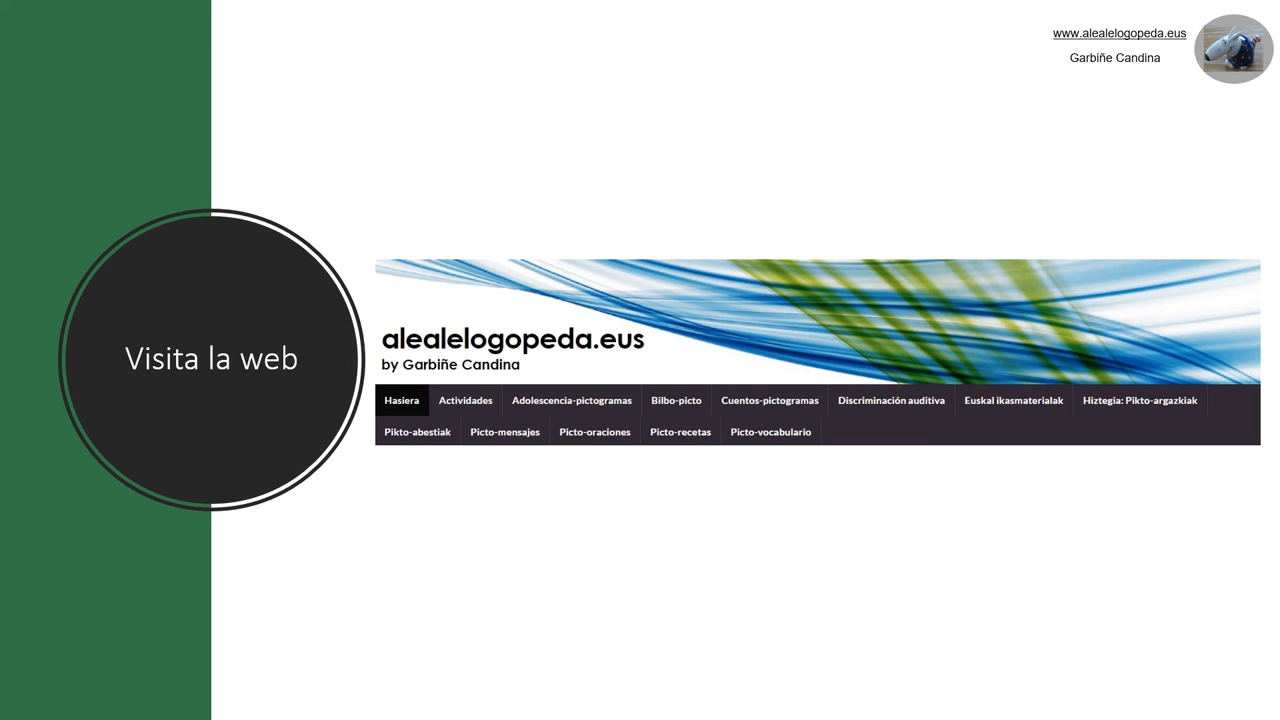 www.alealelogopeda.eus
Garbiñe Candina
Visita la web
alealelogopeda.eus
by Garbiñe Candina
Hasiera Actividades Adolescencia-pictogramas Bilbo-picto Cuentos-pictogramas Discriminación auditiva Euskal ikasmaterialak Hiztegia: Pikto-argazkiak
Pikto-abestiak Picto-mensajes Picto-oraciones Picto-recetas Picto-vocabulario